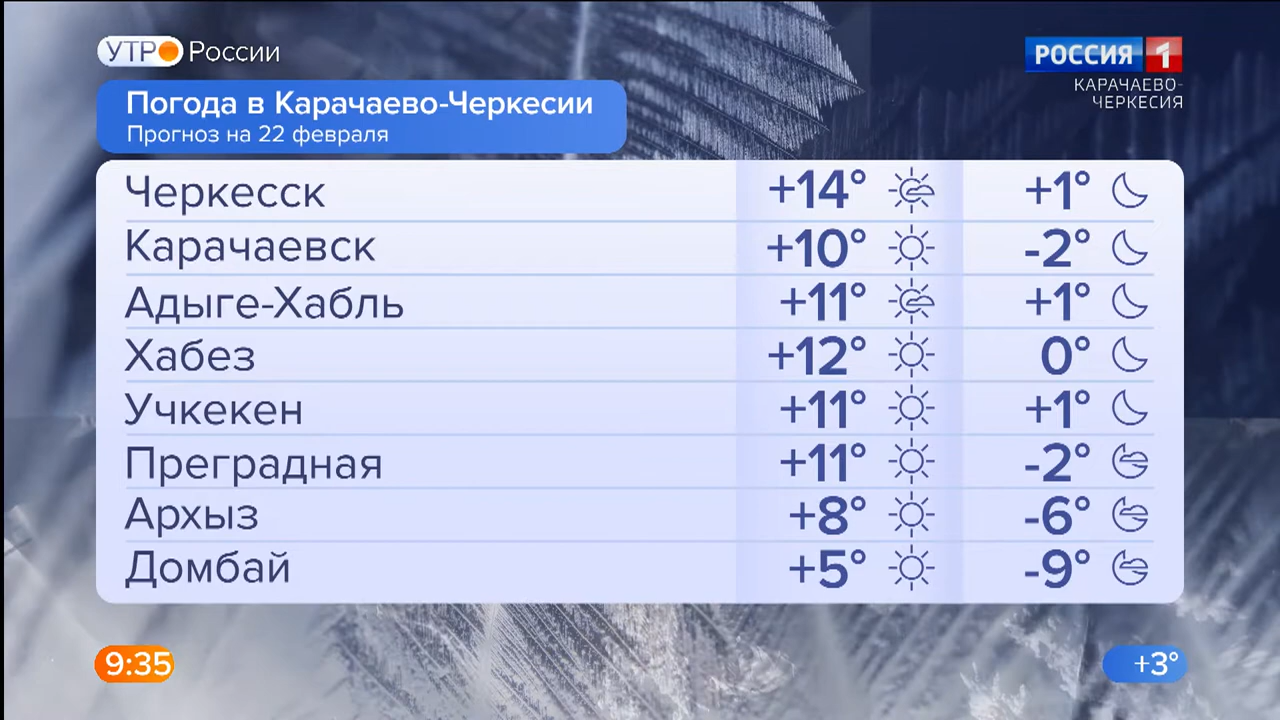 УТРО России
РОССИЯ 1
КАРАЧАЕВО-
ЧЕРКЕСИЯ
Погода в Карачаево-Черкесии
Прогноз на 22 февраля
Черкесск +14° +1°
Карачаевск +10° -2°
Адыге-Хабль +11° +1°
Хабез +12° 0°
Учкекен +11° +1°
Преградная +11° -2°
Архыз +8° -6°
Домбай +5° -9°
9:35 +3°